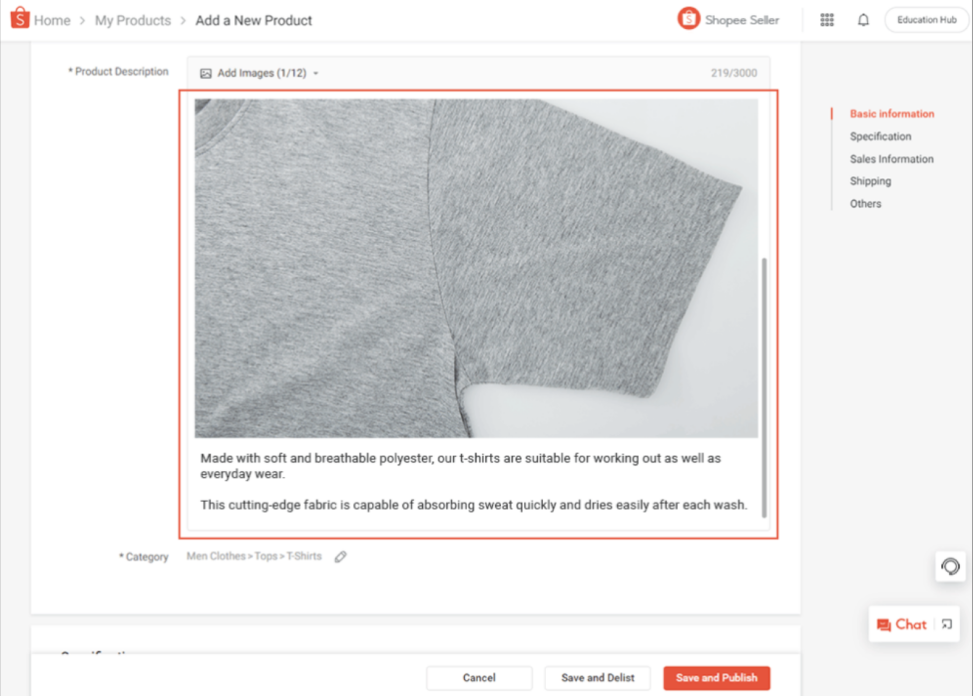 Home > My Products > Add a New Product
Shopee Seller
Education Hub
* Product Description
Add Images (1/12)
219/3000
Made with soft and breathable polyester, our t-shirts are suitable for working out as well as
everyday wear.
This cutting-edge fabric is capable of absorbing sweat quickly and dries easily after each wash.
* Category
Men Clothes > Tops > T-Shirts
Basic information
Specification
Sales Information
Shipping
Others
Chat
Cancel
Save and Delist
Save and Publish